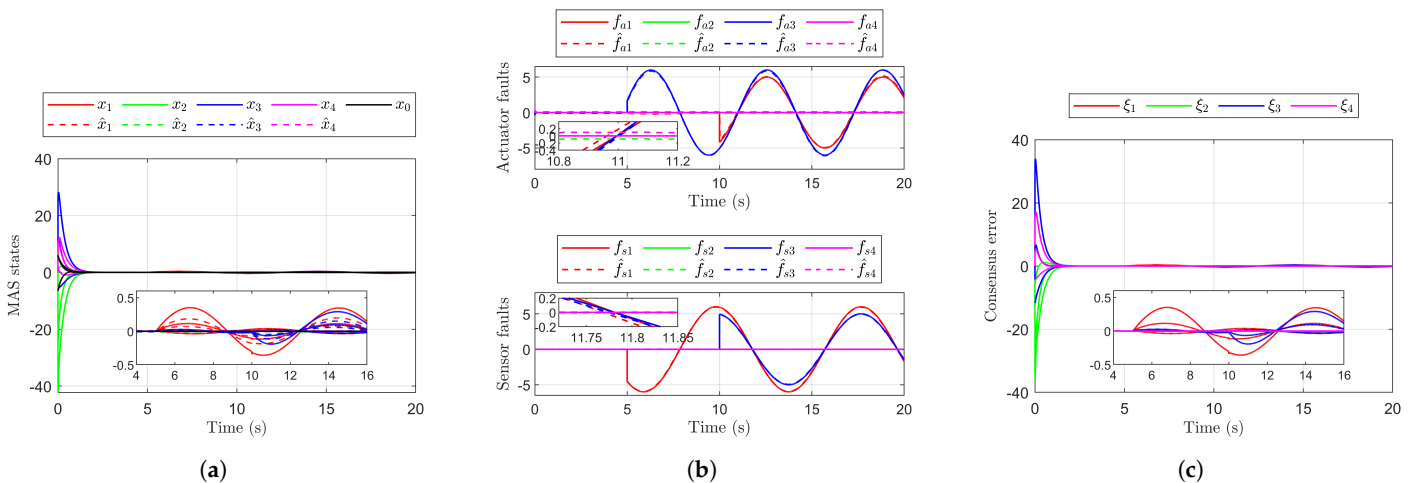 x₁ x₂ x₃ x₄ x₀
x̂₁ x̂₂ x̂₃ x̂₄
MAS states
40
20
0
-20
-40
0.5
0
-0.5
4 6 8 10 12 14 16
0 5 10 15 20
Time (s)
(a)
fₐ₁ fₐ₂ fₐ₃ fₐ₄
f̂ₐ₁ f̂ₐ₂ f̂ₐ₃ f̂ₐ₄
Actuator faults
5
0
-5
0.2
0
-0.2
-0.4
10.8 11 11.2
0 5 10 15 20
Time (s)
fₛ₁ fₛ₂ fₛ₃ fₛ₄
f̂ₛ₁ f̂ₛ₂ f̂ₛ₃ f̂ₛ₄
Sensor faults
5
0
-5
0.2
0
-0.2
11.75 11.8 11.85
0 5 10 15 20
Time (s)
(b)
ξ₁ ξ₂ ξ₃ ξ₄
Consensus error
40
20
0
-20
-40
0.5
0
-0.5
4 6 8 10 12 14 16
0 5 10 15 20
Time (s)
(c)